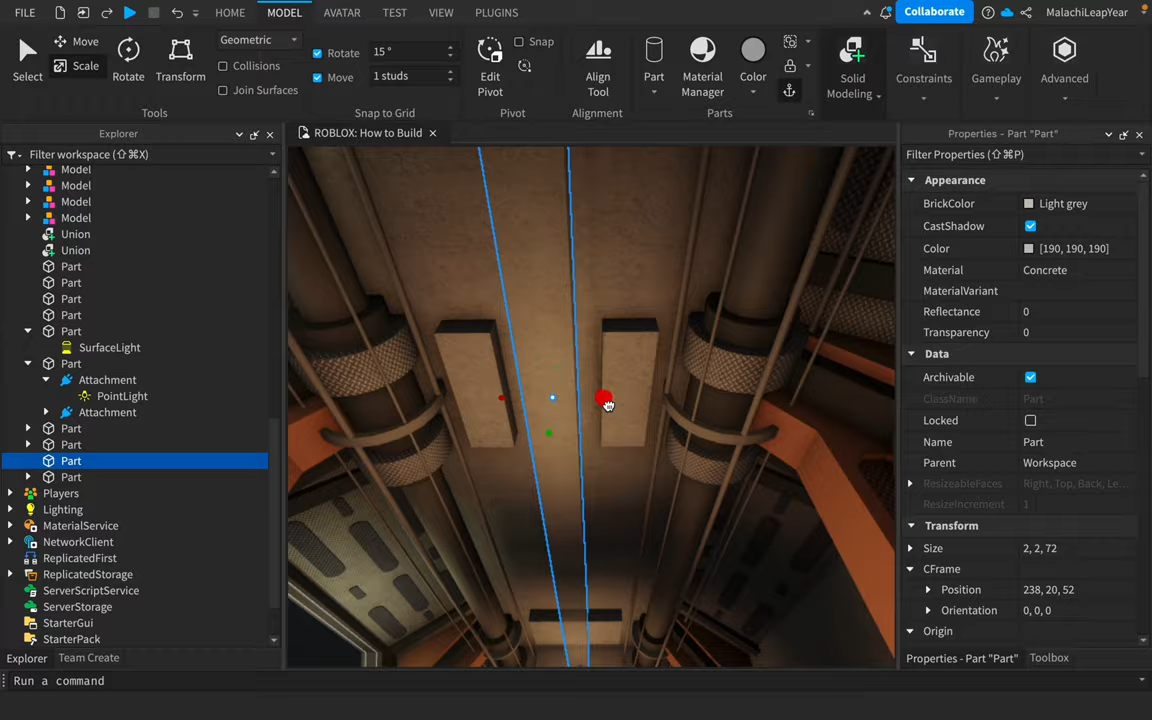 FILE HOME MODEL AVATAR TEST VIEW PLUGINS Collaborate MalachiLeapYear
Select Move Scale Rotate Transform
Geometric
Collisions
Join Surfaces
Tools
Rotate 15 °
Move 1 studs
Snap to Grid
Edit Pivot Snap
Pivot
Align Tool
Alignment
Part Material Manager Color
Parts
Solid Modeling
Constraints
Gameplay
Advanced
Explorer
Filter workspace (⇧⌘X)
Model
Model
Model
Model
Union
Union
Part
Part
Part
Part
Part
SurfaceLight
Part
Attachment
PointLight
Attachment
Part
Part
Part
Part
Players
Lighting
MaterialService
NetworkClient
ReplicatedFirst
ReplicatedStorage
ServerScriptService
ServerStorage
StarterGui
StarterPack
Explorer Team Create
ROBLOX: How to Build
Properties - Part "Part"
Filter Properties (⇧⌘P)
Appearance
BrickColor Light grey
CastShadow
Color [190, 190, 190]
Material Concrete
MaterialVariant
Reflectance 0
Transparency 0
Data
Archivable
ClassName Part
Locked
Name Part
Parent Workspace
ResizeableFaces Right, Top, Back, Le...
ResizeIncrement 1
Transform
Size 2, 2, 72
CFrame
Position 238, 20, 52
Orientation 0, 0, 0
Origin
Properties - Part "Part" Toolbox
Run a command